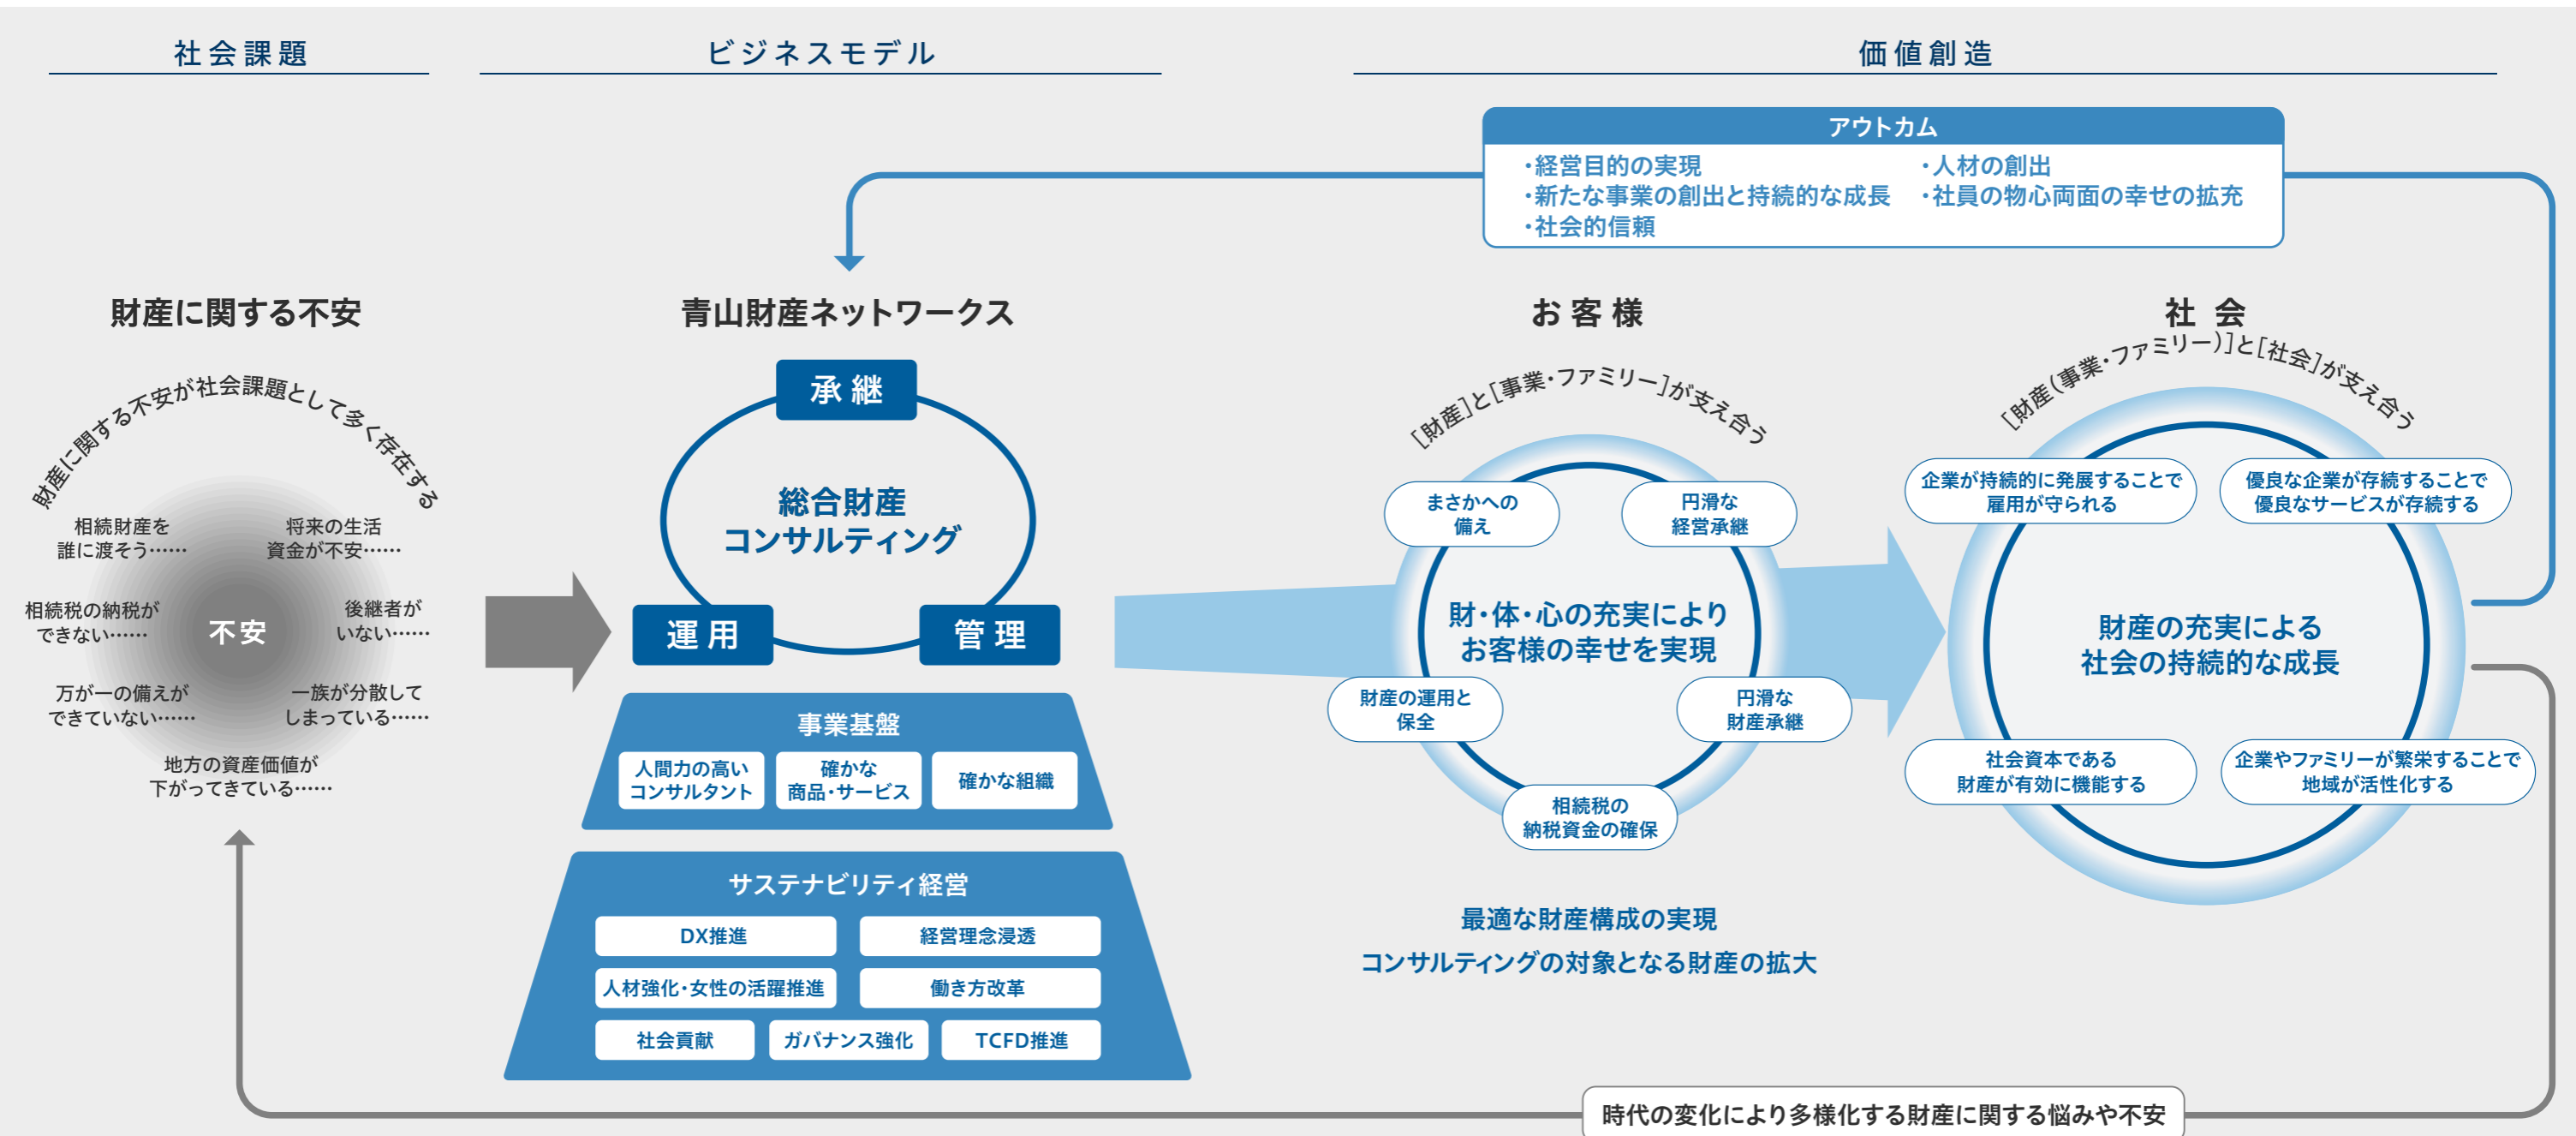 社会課題
ビジネスモデル
価値創造
アウトカム
・経営目的の実現
・新たな事業の創出と持続的な成長
・社会的信頼
・人材の創出
・社員の物心両面の幸せの拡充
財産に関する不安
財産に関する不安が社会課題として多く存在する
相続財産を
誰に渡そう……
将来の生活
資金が不安……
相続税の納税が
できない……
不安
後継者が
いない……
万が一の備えが
できていない……
一族が分散して
しまっている……
地方の資産価値が
下がってきている……
青山財産ネットワークス
承継
総合財産
コンサルティング
運用
管理
事業基盤
人間力の高い
コンサルタント
確かな
商品・サービス
確かな組織
サステナビリティ経営
DX推進
経営理念浸透
人材強化・女性の活躍推進
働き方改革
社会貢献
ガバナンス強化
TCFD推進
お客様
[財産]と[事業・ファミリー]が支え合う
まさかへの
備え
円滑な
経営承継
財・体・心の充実により
お客様の幸せを実現
財産の運用と
保全
円滑な
財産承継
相続税の
納税資金の確保
最適な財産構成の実現
コンサルティングの対象となる財産の拡大
社会
[財産(事業・ファミリー)]と[社会]が支え合う
企業が持続的に発展することで
雇用が守られる
優良な企業が存続することで
優良なサービスが存続する
財産の充実による
社会の持続的な成長
社会資本である
財産が有効に機能する
企業やファミリーが繁栄することで
地域が活性化する
時代の変化により多様化する財産に関する悩みや不安